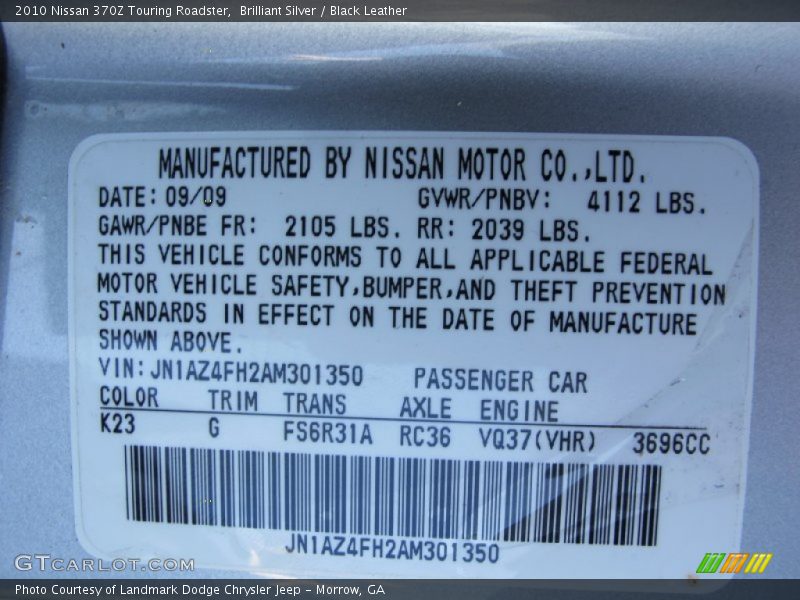 2010 Nissan 370Z Touring Roadster,  Brilliant Silver / Black Leather
MANUFACTURED BY NISSAN MOTOR CO.,LTD.
DATE: 09/09 GVWR/PNBV: 4112 LBS.
GAWR/PNBE FR: 2105 LBS. RR: 2039 LBS.
THIS VEHICLE CONFORMS TO ALL APPLICABLE FEDERAL
MOTOR VEHICLE SAFETY,BUMPER,AND THEFT PREVENTION
STANDARDS IN EFFECT ON THE DATE OF MANUFACTURE
SHOWN ABOVE.
VIN: JN1AZ4FH2AM301350 PASSENGER CAR
COLOR TRIM TRANS AXLE ENGINE
K23 G FS6R31A RC36 VQ37(VHR) 3696CC
JN1AZ4FH2AM301350
GTCARLOT.COM
Photo Courtesy of Landmark Dodge Chrysler Jeep – Morrow, GA